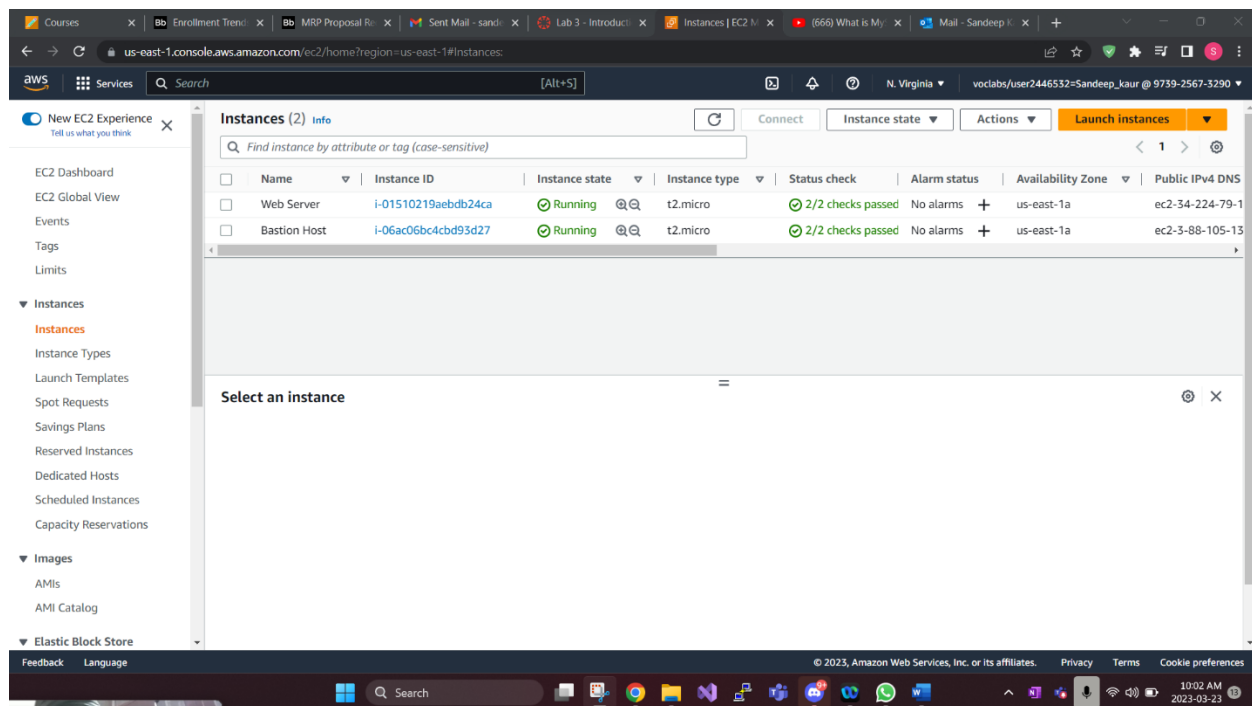 Courses
Bb Enrollment Trend
Bb MRP Proposal Re
Sent Mail - sande
Lab 3 - Introducti
Instances | EC2 M
(666) What is My
Mail - Sandeep K
us-east-1.console.aws.amazon.com/ec2/home?region=us-east-1#Instances:
S
aws Services Search [Alt+S] N. Virginia ▼ voclabs/user2446532=Sandeep_kaur @ 9739-2567-3290 ▼
New EC2 Experience
Tell us what you think
EC2 Dashboard
EC2 Global View
Events
Tags
Limits
Instances
Instances
Instance Types
Launch Templates
Spot Requests
Savings Plans
Reserved Instances
Dedicated Hosts
Scheduled Instances
Capacity Reservations
Images
AMIs
AMI Catalog
Elastic Block Store
Instances (2) Info Connect Instance state ▼ Actions ▼ Launch instances ▼
Find instance by attribute or tag (case-sensitive) < 1 >
Name Instance ID Instance state Instance type Status check Alarm status Availability Zone Public IPv4 DNS
Web Server i-01510219aebdb24ca Running t2.micro 2/2 checks passed No alarms + us-east-1a ec2-34-224-79-1
Bastion Host i-06ac06bc4cbd93d27 Running t2.micro 2/2 checks passed No alarms + us-east-1a ec2-3-88-105-13
Select an instance
Feedback Language © 2023, Amazon Web Services, Inc. or its affiliates. Privacy Terms Cookie preferences
Search
10:02 AM
2023-03-23
13